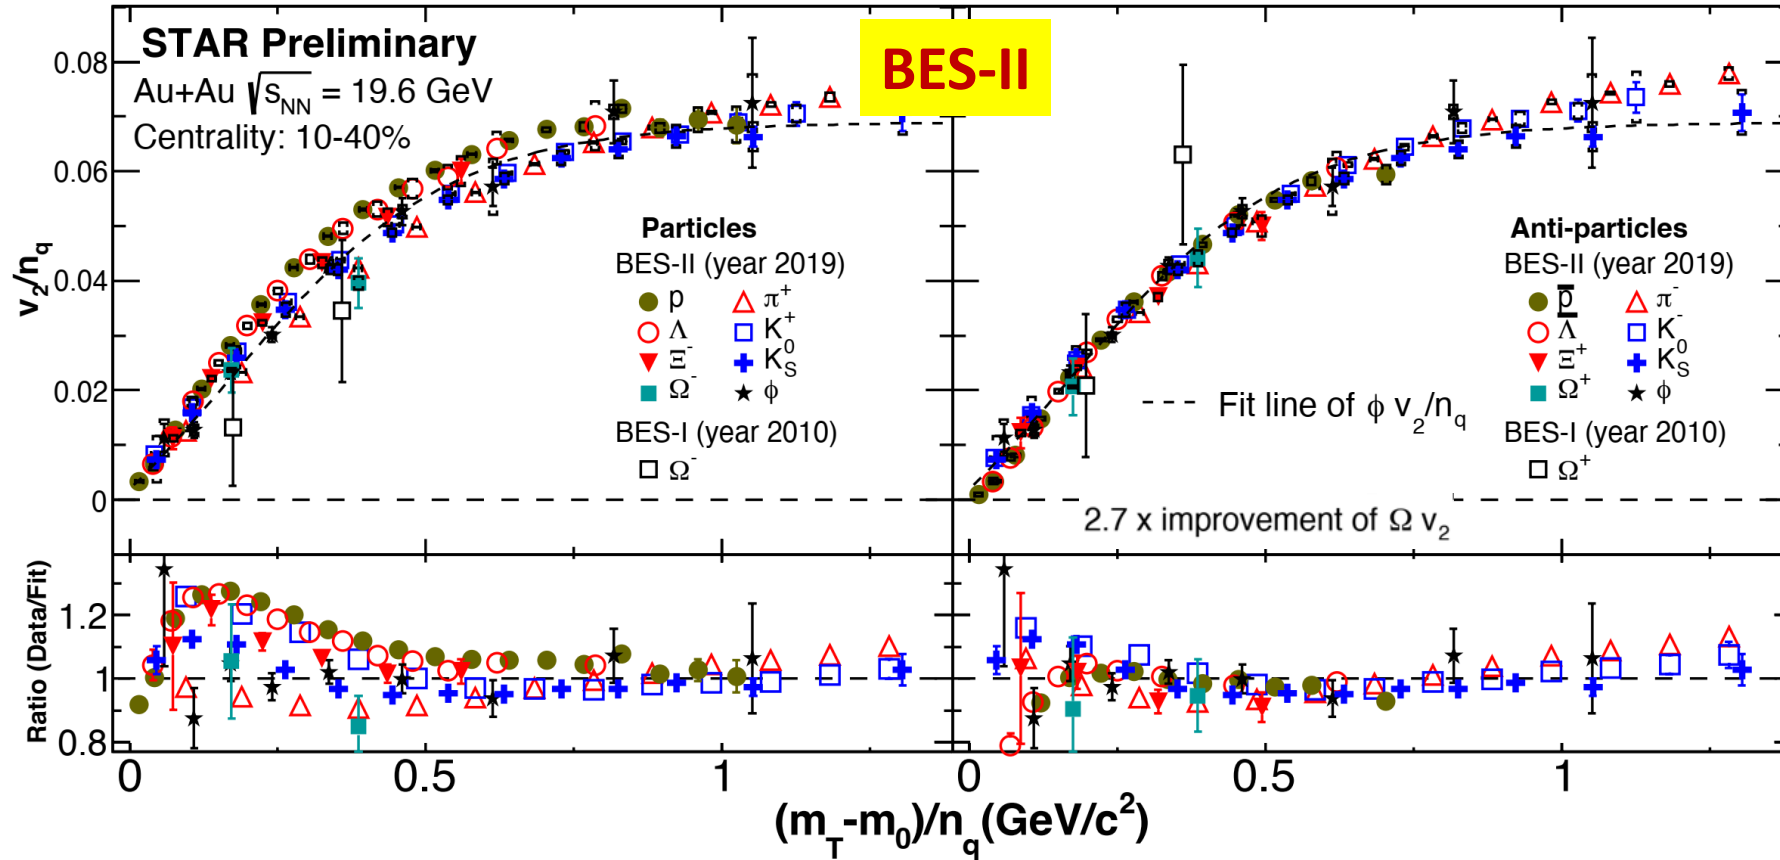 STAR Preliminary
Au+Au √sNN = 19.6 GeV
Centrality: 10-40%
BES-II
v2/nq
0.08
0.06
0.04
0.02
0
Particles
BES-II (year 2019)
p π+
Λ K+
Ξ- K0S
Ω- ϕ
BES-I (year 2010)
Ω-
Anti-particles
BES-II (year 2019)
p̅ π-
Λ K-
Ξ+ K0S
Ω+ ϕ
BES-I (year 2010)
Ω+
--- Fit line of ϕ v2/nq
2.7 x improvement of Ω v2
Ratio (Data/Fit)
1.2
1
0.8
0 0.5 1 0 0.5 1
(mT-m0)/nq(GeV/c2)